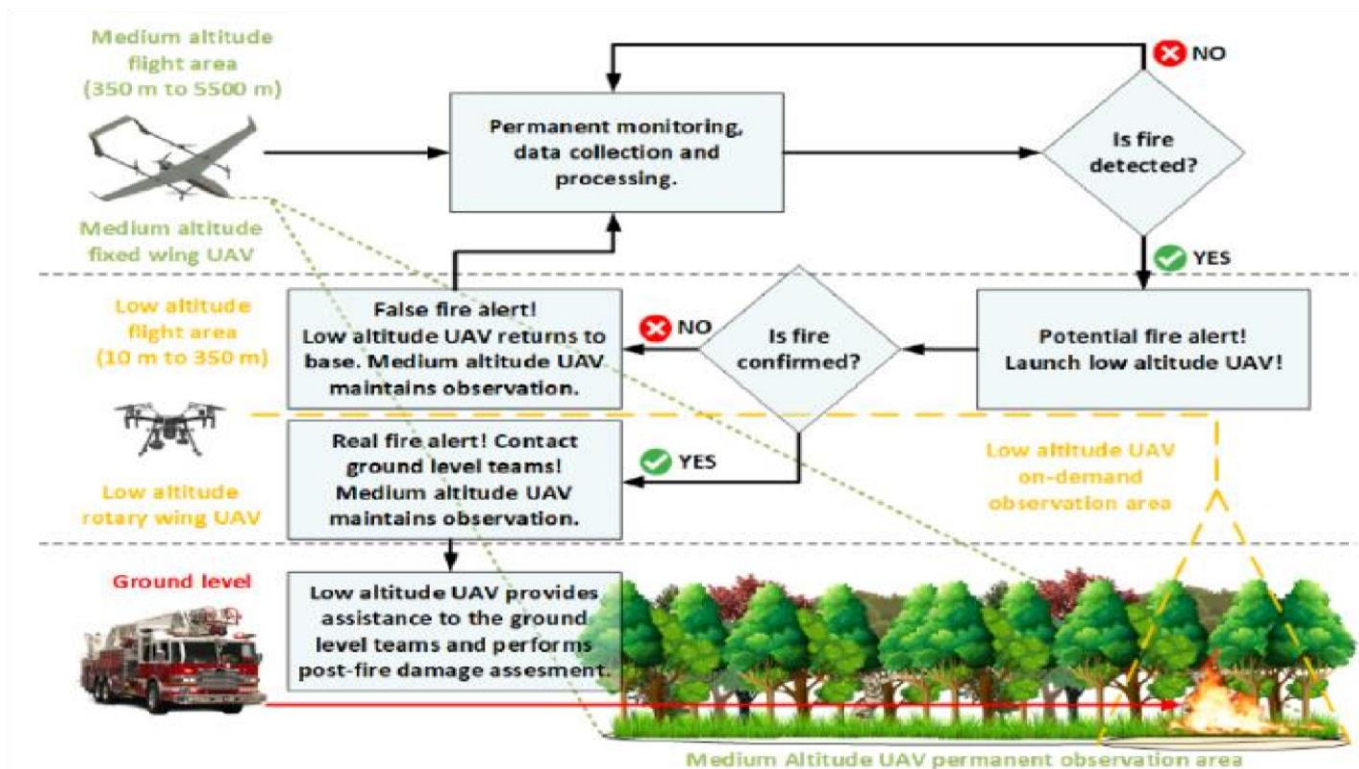 Medium altitude
flight area
(350 m to 5500 m)
Medium altitude
fixed wing UAV
Permanent monitoring,
data collection and
processing.
NO
Is fire
detected?
YES
Low altitude
flight area
(10 m to 350 m)
Low altitude
rotary wing UAV
False fire alert!
Low altitude UAV returns to
base. Medium altitude UAV
maintains observation.
NO
Is fire
confirmed?
Potential fire alert!
Launch low altitude UAV!
Real fire alert! Contact
ground level teams!
Medium altitude UAV
maintains observation.
YES
Low altitude UAV
on-demand
observation area
Ground level
Low altitude UAV provides
assistance to the ground
level teams and performs
post-fire damage assesment.
Medium Altitude UAV permanent observation area